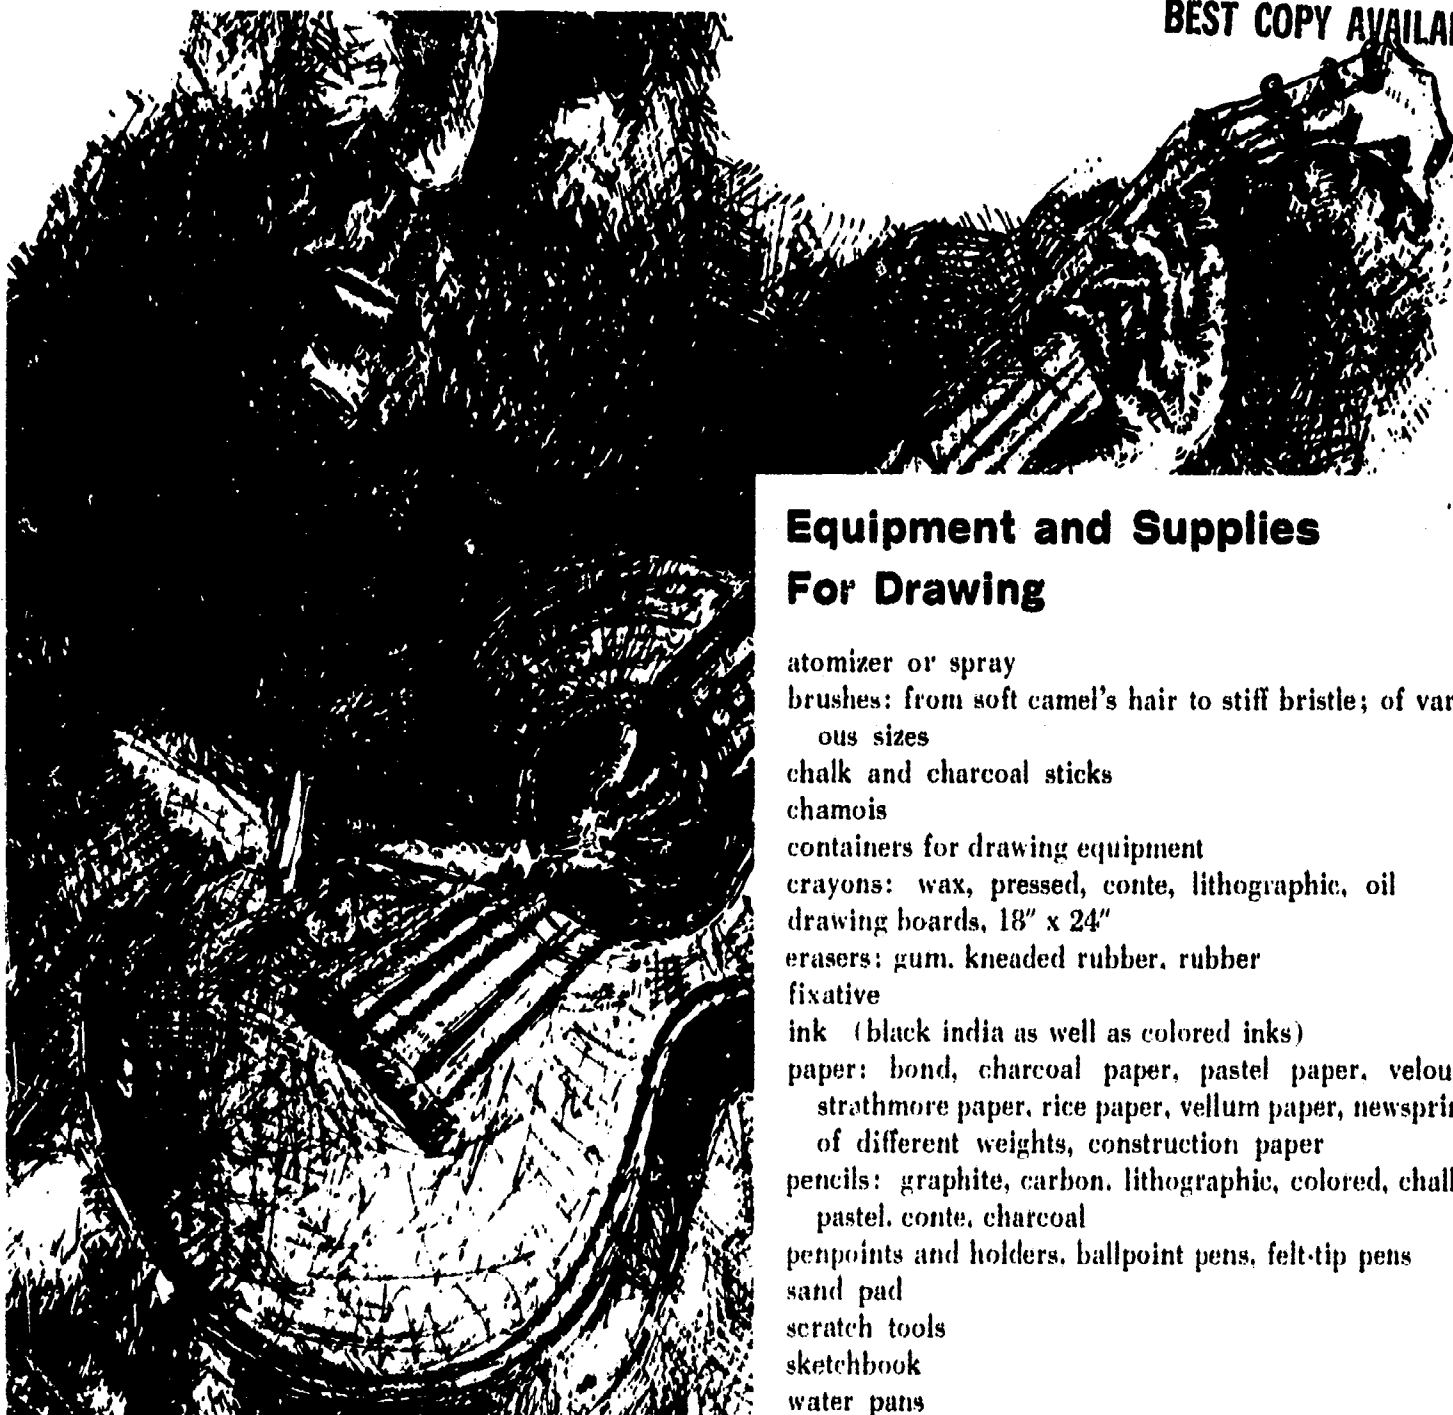 BEST COPY
Equipment and Supplies
For Drawing
atomizer or spray
brushes: from soft camel's hair to stiff bristle; of var
ous sizes
chalk and charcoal sticks
chamois
containers for drawing equipment
crayons: wax, pressed, conte, lithographic, oil
drawing boards, 18" x 24"
erasers: gum, kneaded rubber, rubber
fixative
ink (black india as well as colored inks)
paper: bond, charcoal paper, pastel paper, velou
strathmore paper, rice paper, vellum paper, newsprin
of different weights, construction paper
pencils: graphite, carbon, lithographic, colored, chal
pastel, conte, charcoal
penpoints and holders, ballpoint pens, felt-tip pens
sand pad
scratch tools
sketchbook
water pans